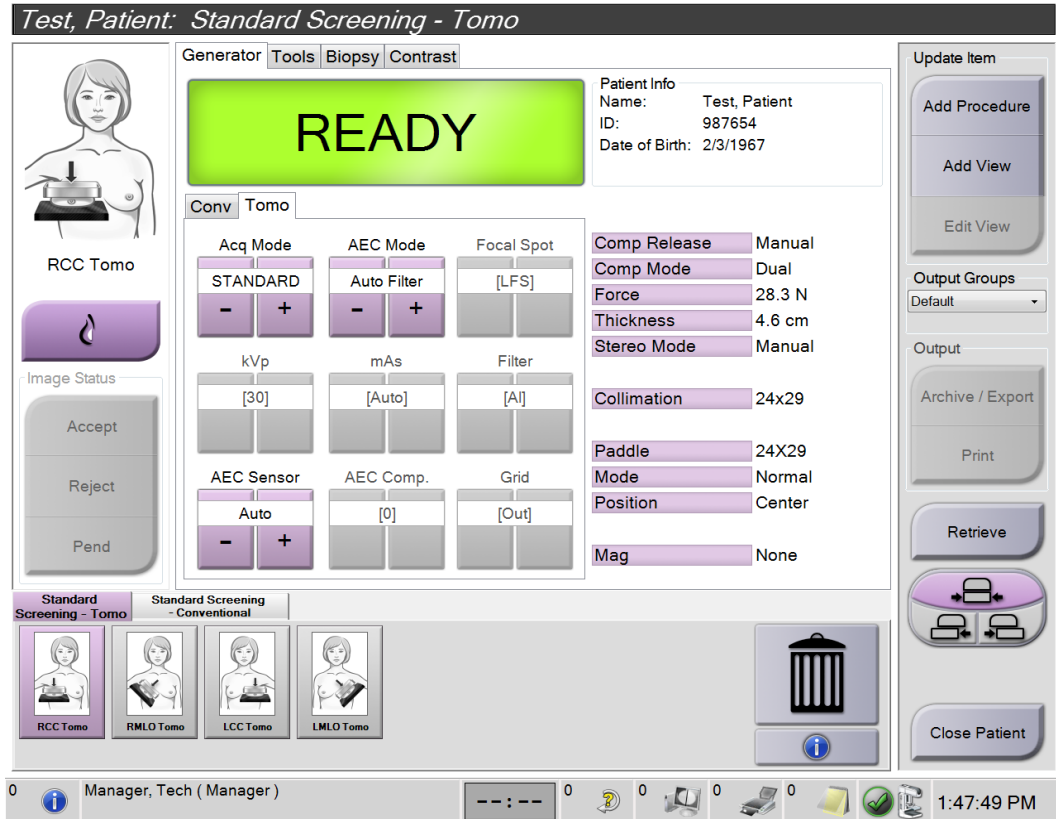 Test, Patient:  Standard Screening - Tomo
Generator Tools Biopsy Contrast
READY
Patient Info
Name: Test, Patient
ID: 987654
Date of Birth: 2/3/1967
RCC Tomo
Image Status
Accept
Reject
Pend
Conv Tomo
Acq Mode AEC Mode Focal Spot
STANDARD Auto Filter [LFS]
- + - +
kVp mAs Filter
[30] [Auto] [Al]
AEC Sensor AEC Comp. Grid
Auto [0] [Out]
- +
Comp Release Manual
Comp Mode Dual
Force 28.3 N
Thickness 4.6 cm
Stereo Mode Manual
Collimation 24x29
Paddle 24X29
Mode Normal
Position Center
Mag None
Update Item
Add Procedure
Add View
Edit View
Output Groups
Default
Output
Archive / Export
Print
Retrieve
Close Patient
Standard
Screening - Tomo
Standard Screening
- Conventional
RCC Tomo RMLO Tomo LCC Tomo LMLO Tomo
0 Manager, Tech ( Manager ) --:-- 0 0 0 0 1:47:49 PM